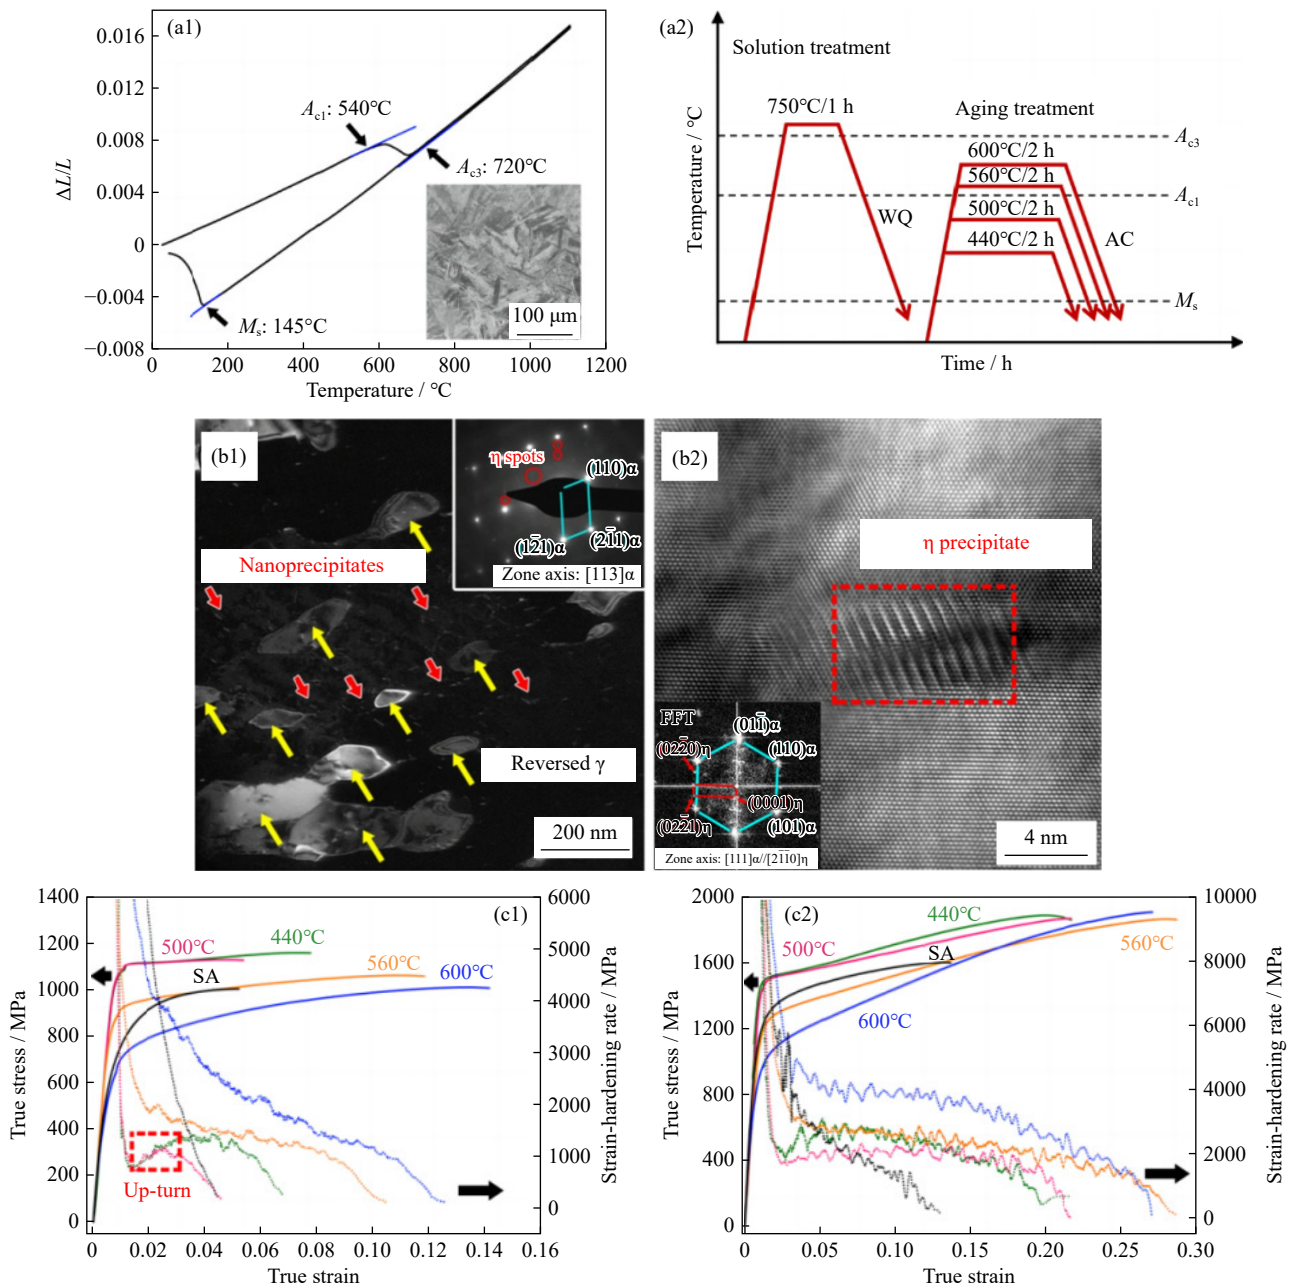 (a1)
0.016
0.012
0.008
0.004
0
−0.004
−0.008
ΔL/L
A_c1: 540℃
A_c3: 720℃
M_s: 145℃
100 μm
0 200 400 600 800 1000 1200
Temperature / ℃
(a2)
Solution treatment
750℃/1 h
Aging treatment
A_c3
600℃/2 h
560℃/2 h
A_c1
500℃/2 h
WQ
440℃/2 h
AC
M_s
Temperature / ℃
Time / h
(b1)
η spots
(110)α
(12̄1)α
(21̄1)α
Zone axis: [113]α
Nanoprecipitates
Reversed γ
200 nm
(b2)
η precipitate
FFT
(011̄)α
(022̄0)η
(110)α
(0001)η
(022̄1)η
(101)α
Zone axis: [111]α//[21̄1̄0]η
4 nm
(c1)
1400
1200
1000
800
600
400
200
0
True stress / MPa
500℃
440℃
SA
560℃
600℃
Up-turn
6000
5000
4000
3000
2000
1000
0
Strain-hardening rate / MPa
0 0.02 0.04 0.06 0.08 0.10 0.12 0.14 0.16
True strain
(c2)
2000
1600
1200
800
400
0
True stress / MPa
440℃
500℃
SA
560℃
600℃
10000
8000
6000
4000
2000
0
Strain-hardening rate / MPa
0 0.05 0.10 0.15 0.20 0.25 0.30
True strain